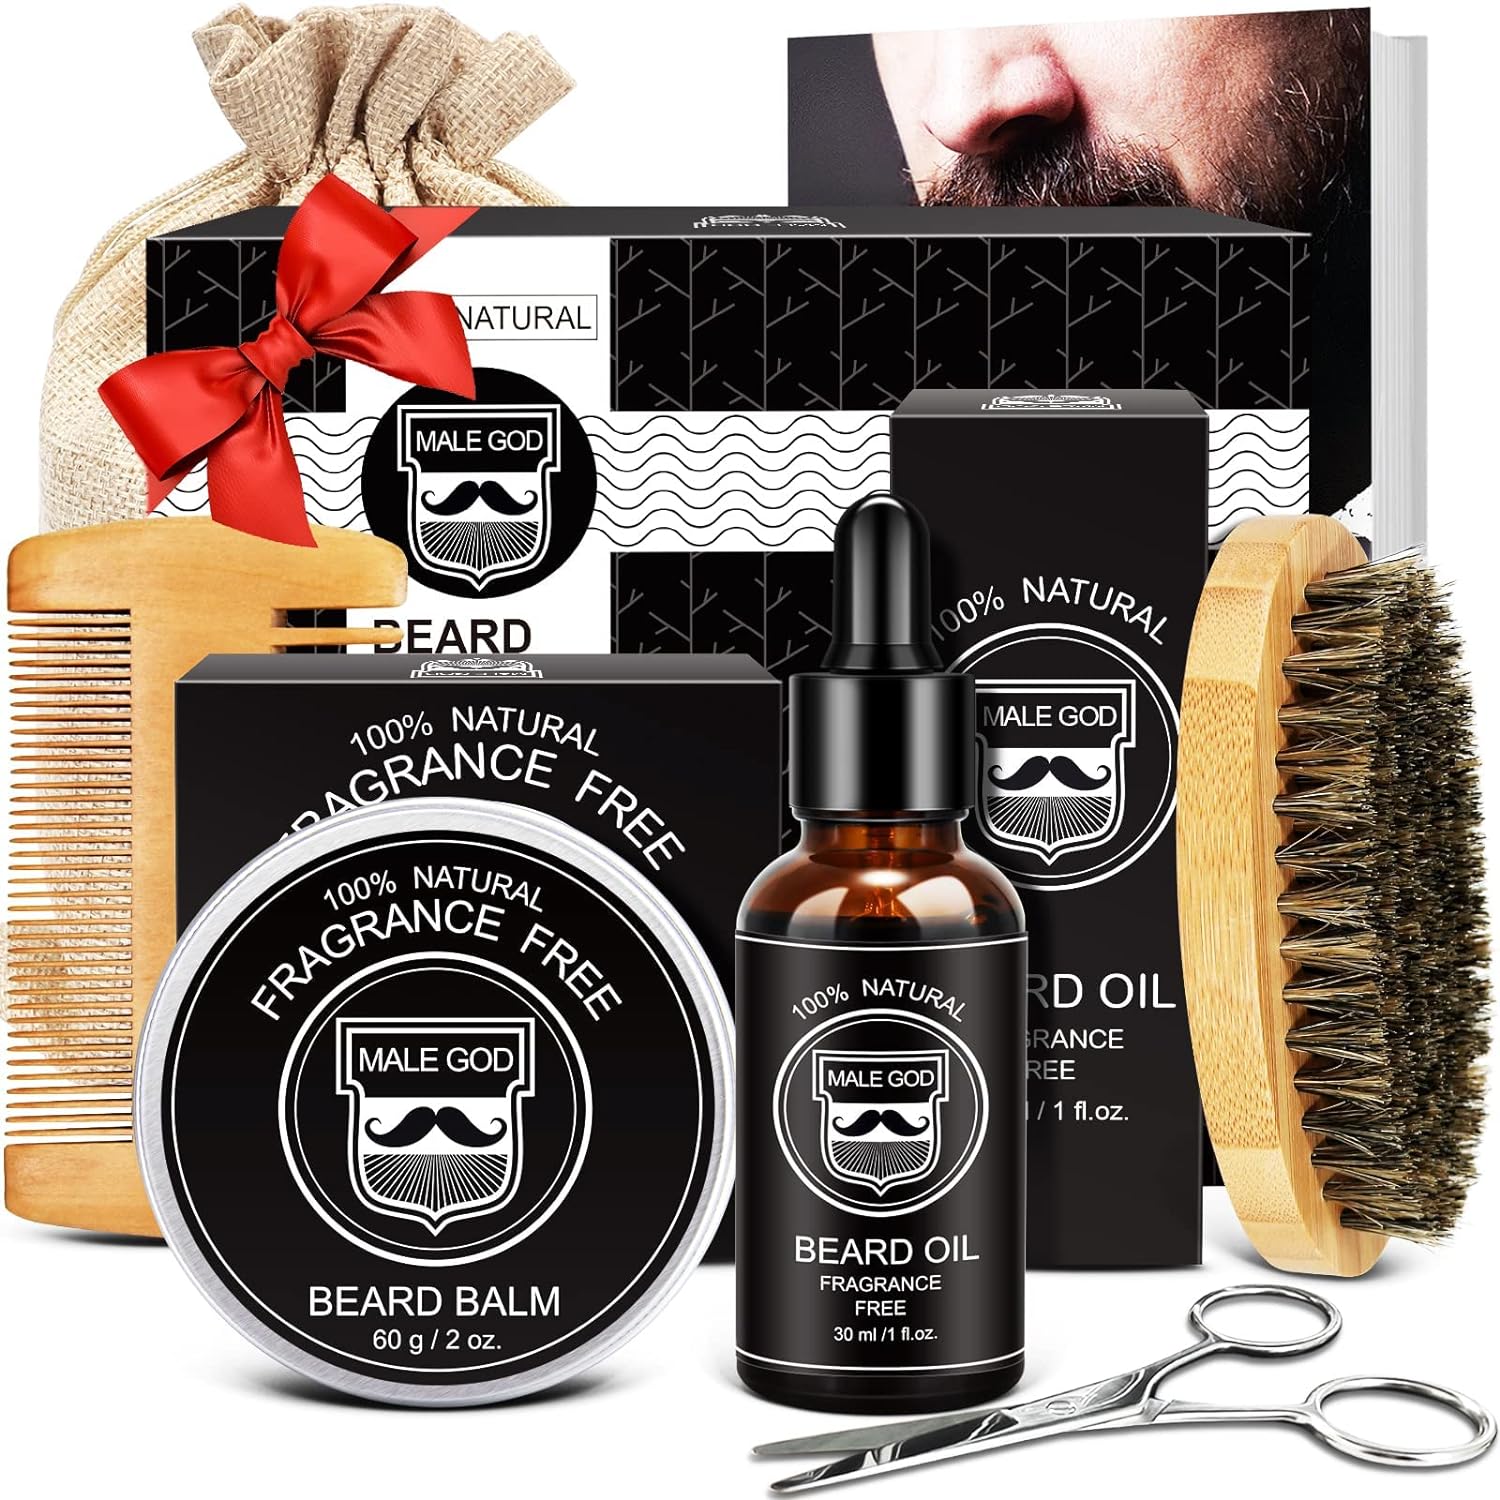 NATURAL
MALE GOD
BEARD
100% NATURAL
FRAGRANCE FREE
100% NATURAL
FRAGRANCE FREE
MALE GOD
BEARD BALM
60 g / 2 oz.
100% NATURAL
MALE GOD
BEARD OIL
FRAGRANCE
FREE
30 ml /1 fl.oz.
100% NATURAL
MALE GOD
RD OIL
GRANCE
REE
l / 1 fl.oz.